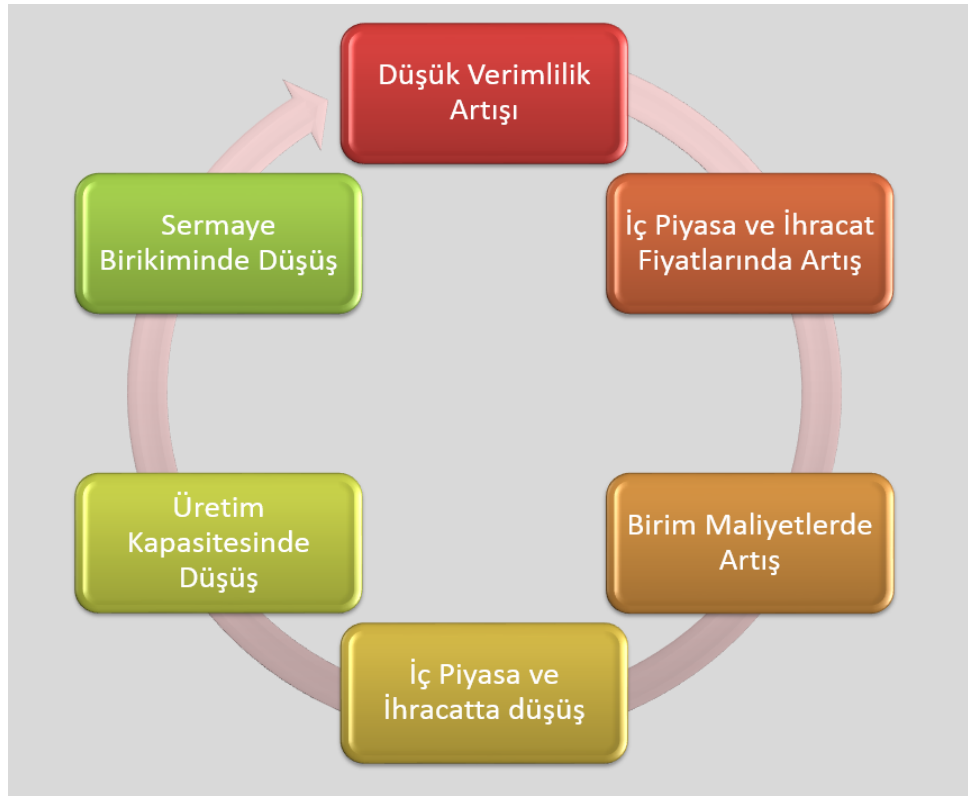 Düşük Verimlilik
Artışı
İç Piyasa ve İhracat
Fiyatlarında Artış
Birim Maliyetlerde
Artış
İç Piyasa ve
İhracatta düşüş
Üretim
Kapasitesinde
Düşüş
Sermaye
Birikiminde Düşüş